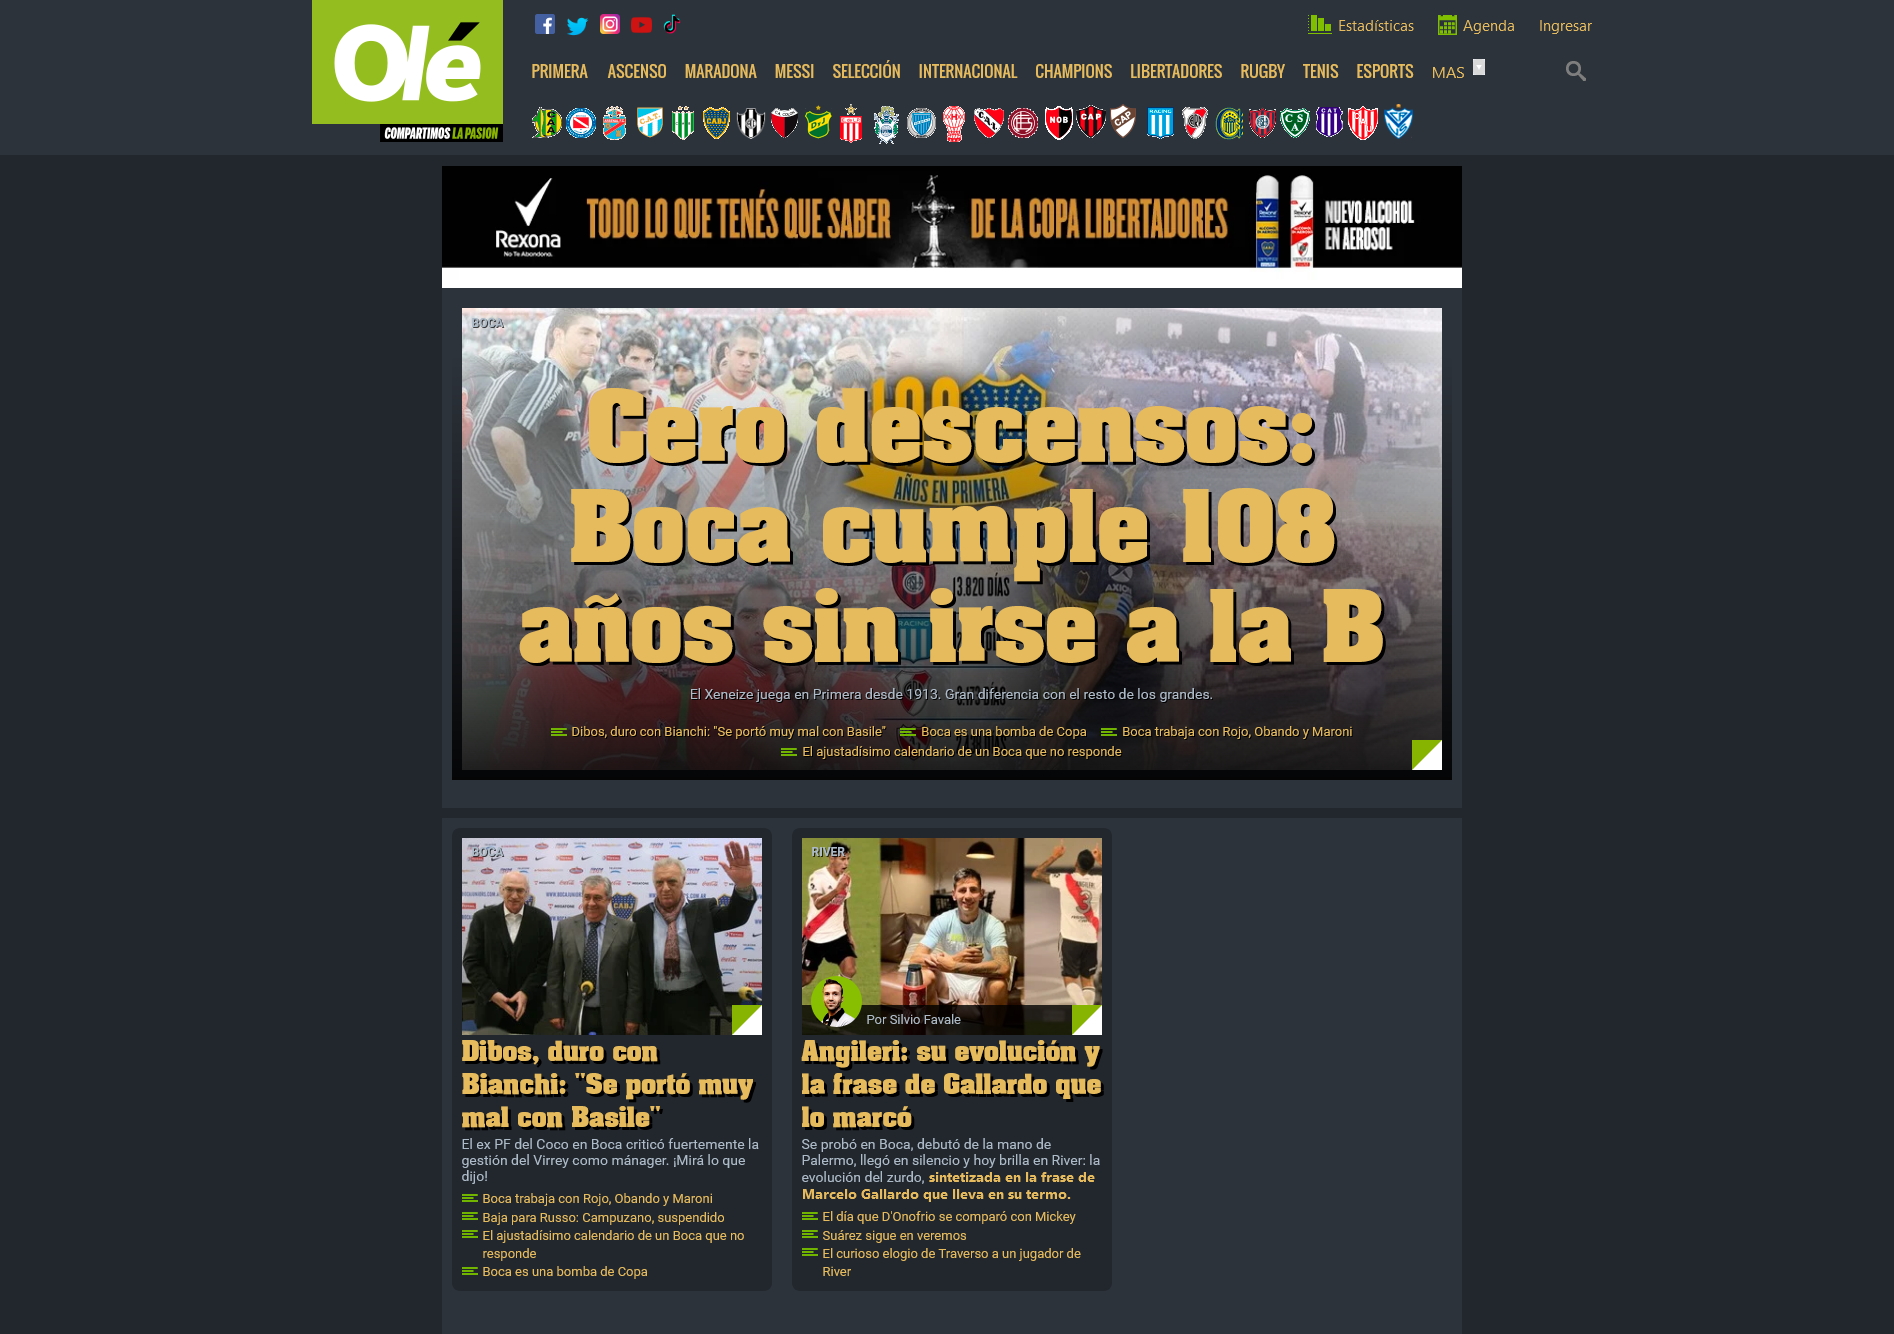 Olé
COMPARTIMOS LA PASION
Estadísticas
Agenda
Ingresar
PRIMERA
ASCENSO
MARADONA
MESSI
SELECCIÓN
INTERNACIONAL
CHAMPIONS
LIBERTADORES
RUGBY
TENIS
ESPORTS
MAS
Rexona
No Te Abandona.
TODO LO QUE TENÉS QUE SABER
DE LA COPA LIBERTADORES
NUEVO ALCOHOL
EN AEROSOL
BOCA
AÑOS EN PRIMERA
Cero descensos:
Boca cumple 108
años sin irse a la B
13.820 DÍAS
El Xeneize juega en Primera desde 1913. Gran diferencia con el resto de los grandes.
Dibos, duro con Bianchi: "Se portó muy mal con Basile"
Boca es una bomba de Copa
Boca trabaja con Rojo, Obando y Maroni
El ajustadísimo calendario de un Boca que no responde
BOCA
Dibos, duro con
Bianchi: "Se portó muy
mal con Basile"
El ex PF del Coco en Boca criticó fuertemente la
gestión del Virrey como mánager. ¡Mirá lo que
dijo!
Boca trabaja con Rojo, Obando y Maroni
Baja para Russo: Campuzano, suspendido
El ajustadísimo calendario de un Boca que no
responde
Boca es una bomba de Copa
RIVER
Por Silvio Favale
Angileri: su evolución y
la frase de Gallardo que
lo marcó
Se probó en Boca, debutó de la mano de
Palermo, llegó en silencio y hoy brilla en River: la
evolución del zurdo, sintetizada en la frase de
Marcelo Gallardo que lleva en su termo.
El día que D'Onofrio se comparó con Mickey
Suárez sigue en veremos
El curioso elogio de Traverso a un jugador de
River